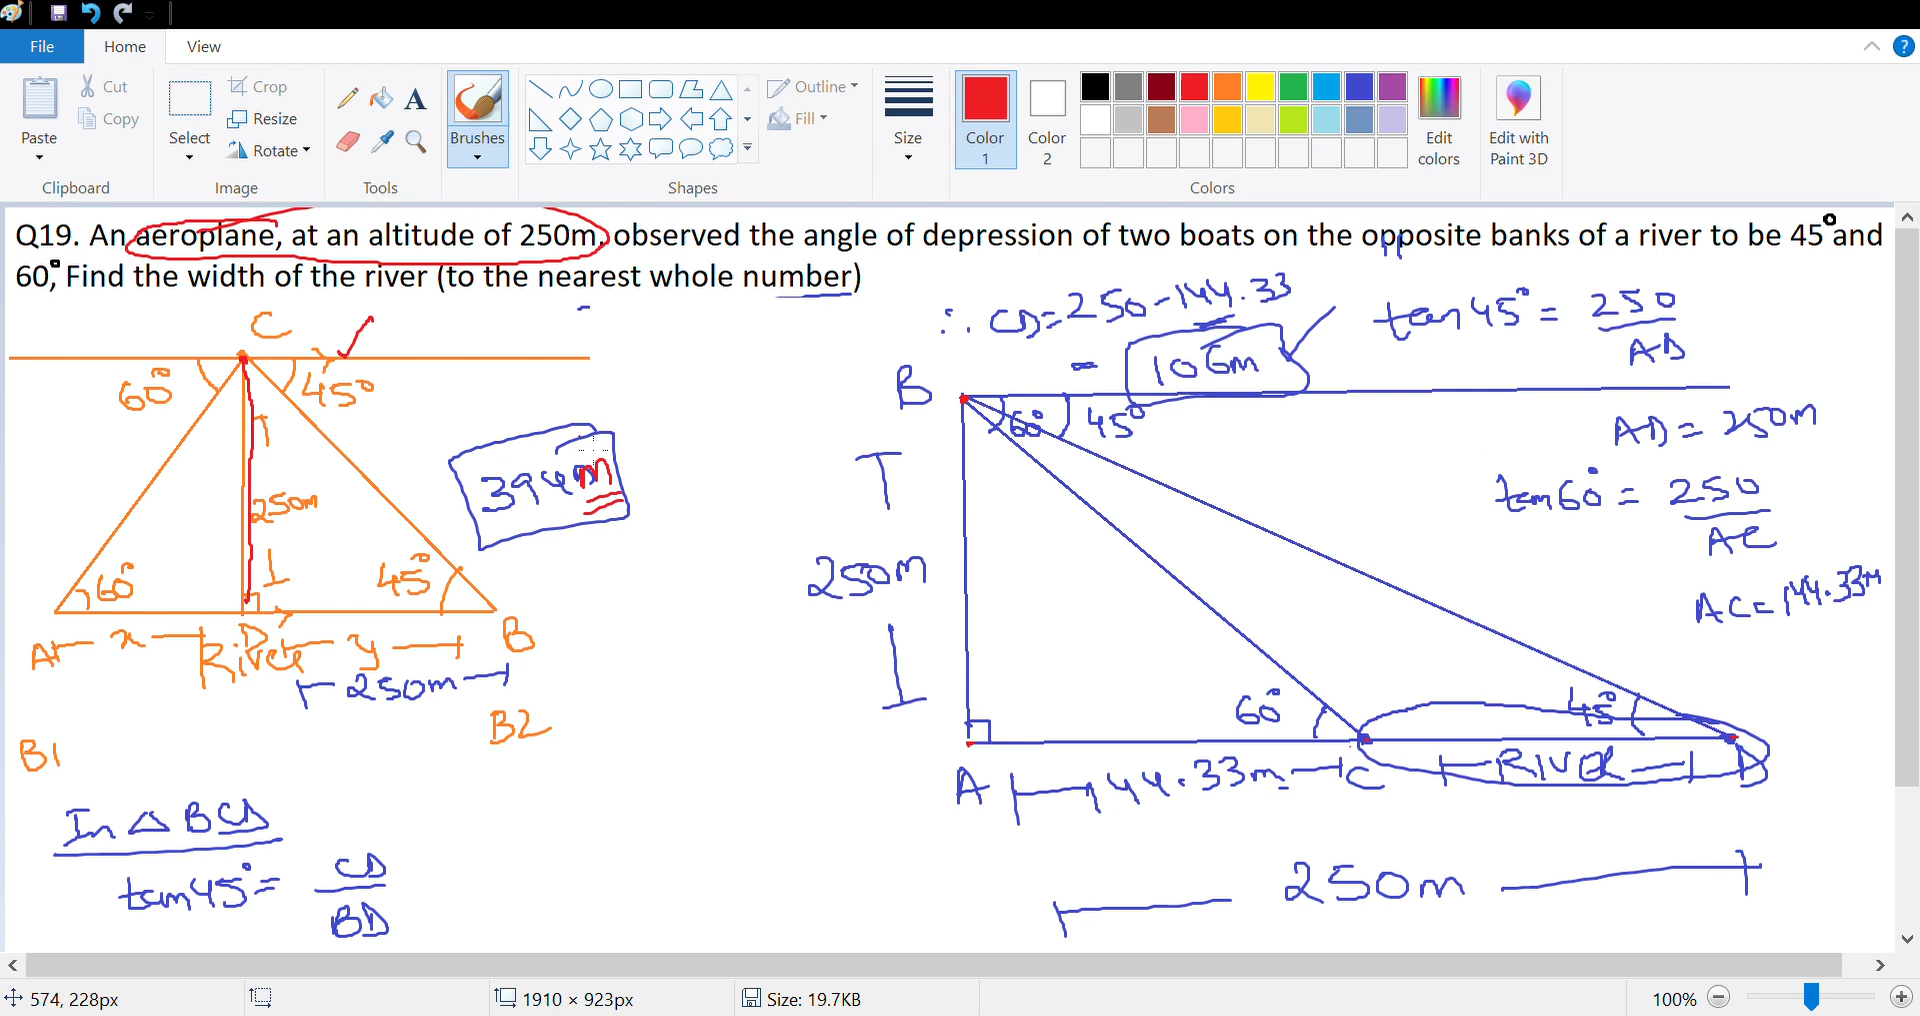 File Home View
Paste Cut Copy
Select Crop Resize Rotate
Brushes
Outline Fill
Size
Color 1
Color 2
Edit colors
Edit with Paint 3D
Clipboard Image Tools Shapes Colors
Q19. An aeroplane, at an altitude of 250m, observed the angle of depression of two boats on the opposite banks of a river to be 45° and
60°, Find the width of the river (to the nearest whole number)
C
60° 45°
250m
60° 45°
A x D y B
River
250m
B1 B2
394m
In △ BCD
tan45° = CD/BD
∴ CD = 250 - 144.33
= 106m
tan45° = 250/AD
AD = 250m
tan60° = 250/AC
AC = 144.33m
B
60° 45°
250m
60° 45°
A 144.33m C RIVER D
250m
574, 228px
1910 × 923px
Size: 19.7KB
100%